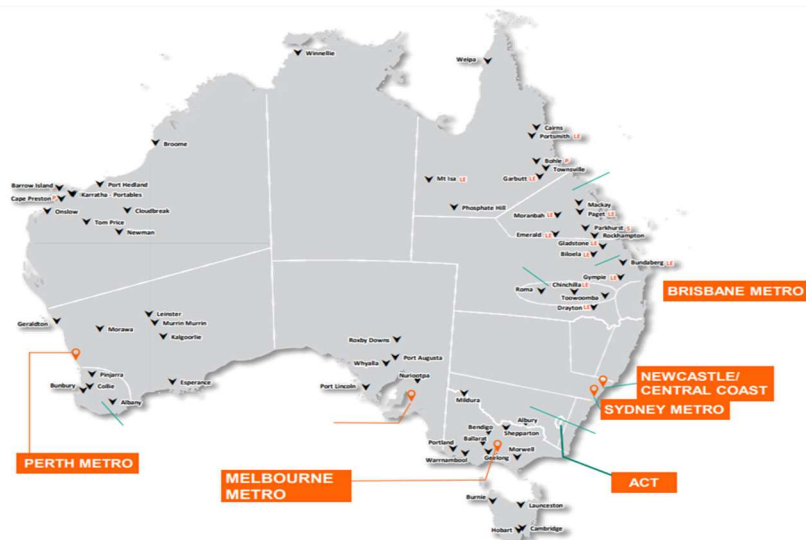 Winnellie
Weipa
Cairns
Portsmith LE
Broome
Bohle P
Townsville
Garbutt LE
Mt Isa LE
Barrow Island
Port Hedland
Karratha - Portables
Cape Preston P
Onslow
Cloudbreak
Tom Price
Newman
Phosphate Hill
Mackay
Paget LE
Moranbah LE
Parkhurst
Emerald LE
Rockhampton
Gladstone LE
Biloela LE
Bundaberg LE
Gympie LE
Chinchilla LE
Roma
Toowoomba
Drayton LE
BRISBANE METRO
Geraldton
Leinster
Murrin Murrin
Morawa
Kalgoorlie
Roxby Downs
Port Augusta
Whyalla
Nuriootpa
Port Lincoln
Pinjarra
Bunbury
Collie
Esperance
Albany
Mildura
NEWCASTLE/
CENTRAL COAST
SYDNEY METRO
Albury
Bendigo
Shepparton
Ballarat
Portland
Morwell
Warrnambool
Geelong
PERTH METRO
MELBOURNE
METRO
ACT
Burnie
Launceston
Hobart
Cambridge